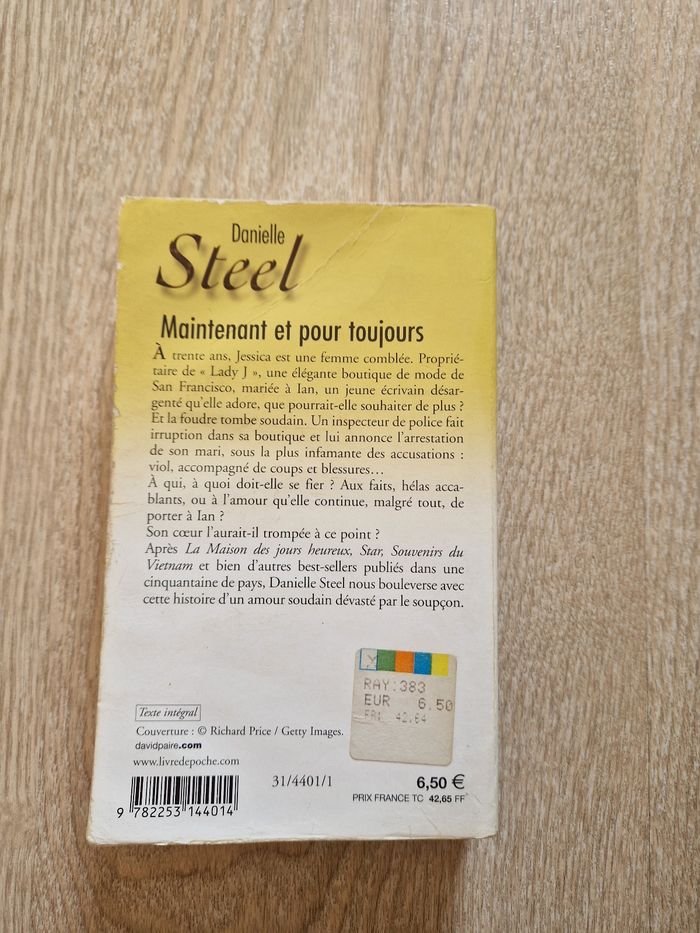 Danielle
Steel
Maintenant et pour toujours
À trente ans, Jessica est une femme comblée. Proprié-
taire de « Lady J », une élégante boutique de mode de
San Francisco, mariée à Ian, un jeune écrivain désar-
genté qu'elle adore, que pourrait-elle souhaiter de plus ?
Et la foudre tombe soudain. Un inspecteur de police fait
irruption dans sa boutique et lui annonce l'arrestation
de son mari, sous la plus infamante des accusations :
viol, accompagné de coups et blessures…
À qui, à quoi doit-elle se fier ? Aux faits, hélas acca-
blants, ou à l'amour qu'elle continue, malgré tout, de
porter à Ian ?
Son cœur l'aurait-il trompée à ce point ?
Après La Maison des jours heureux, Star, Souvenirs du
Vietnam et bien d'autres best-sellers publiés dans une
cinquantaine de pays, Danielle Steel nous bouleverse avec
cette histoire d'un amour soudain dévasté par le soupçon.
RAY:383
EUR 6.50
42.64
Texte intégral
Couverture : © Richard Price / Getty Images.
davidpaire.com
www.livredepoche.com
31/4401/1
6,50 €
PRIX FRANCE TC 42,65 FF
9 782253 144014